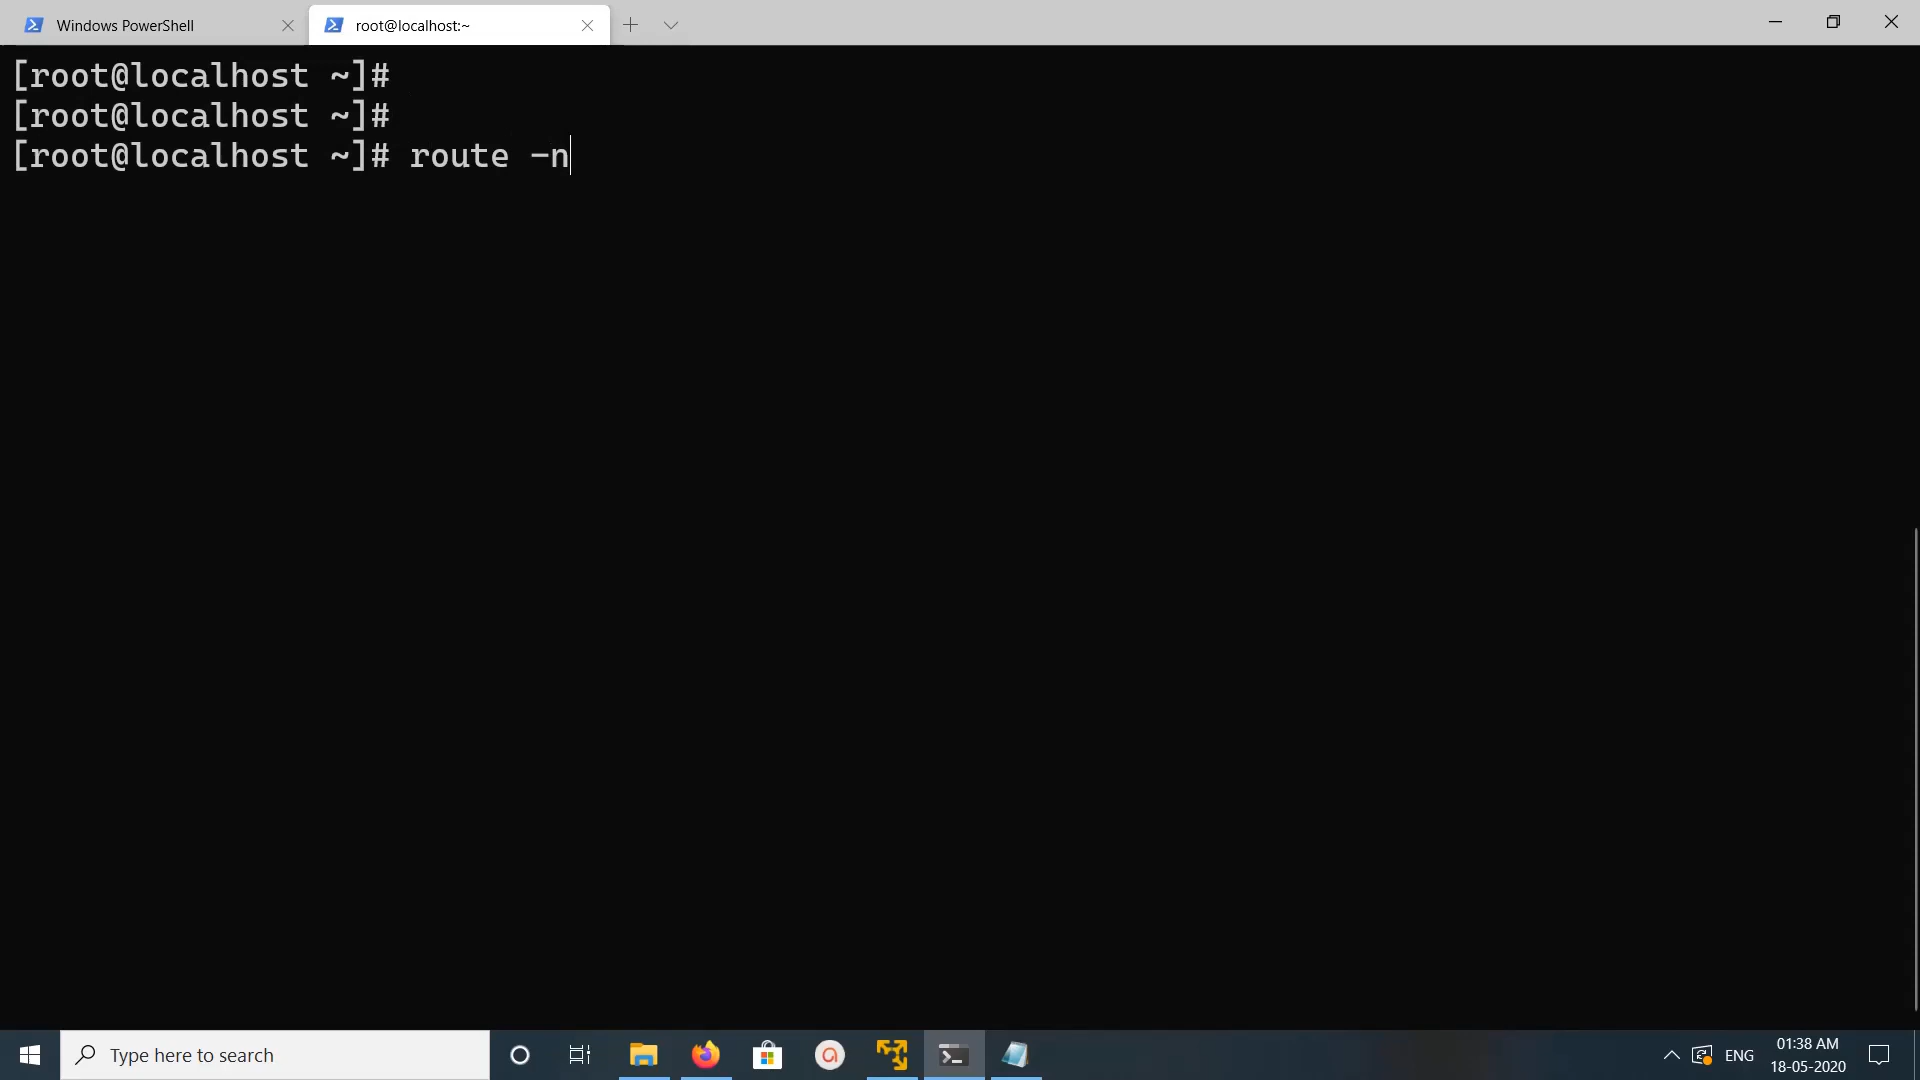 Windows PowerShell
root@localhost:~
[root@localhost ~]#
[root@localhost ~]#
[root@localhost ~]# route -n
Type here to search
ENG
01:38 AM
18-05-2020